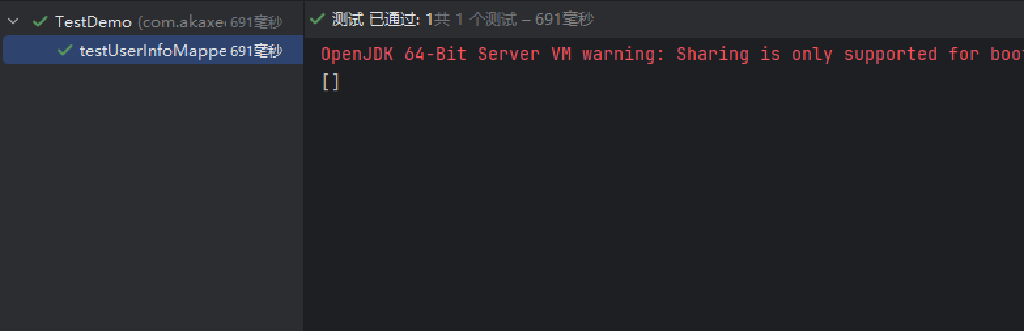 TestDemo (com.akaxe 691毫秒
testUserInfoMappe 691毫秒
测试 已通过: 1共 1 个测试 – 691毫秒
OpenJDK 64-Bit Server VM warning: Sharing is only supported for boo
[]